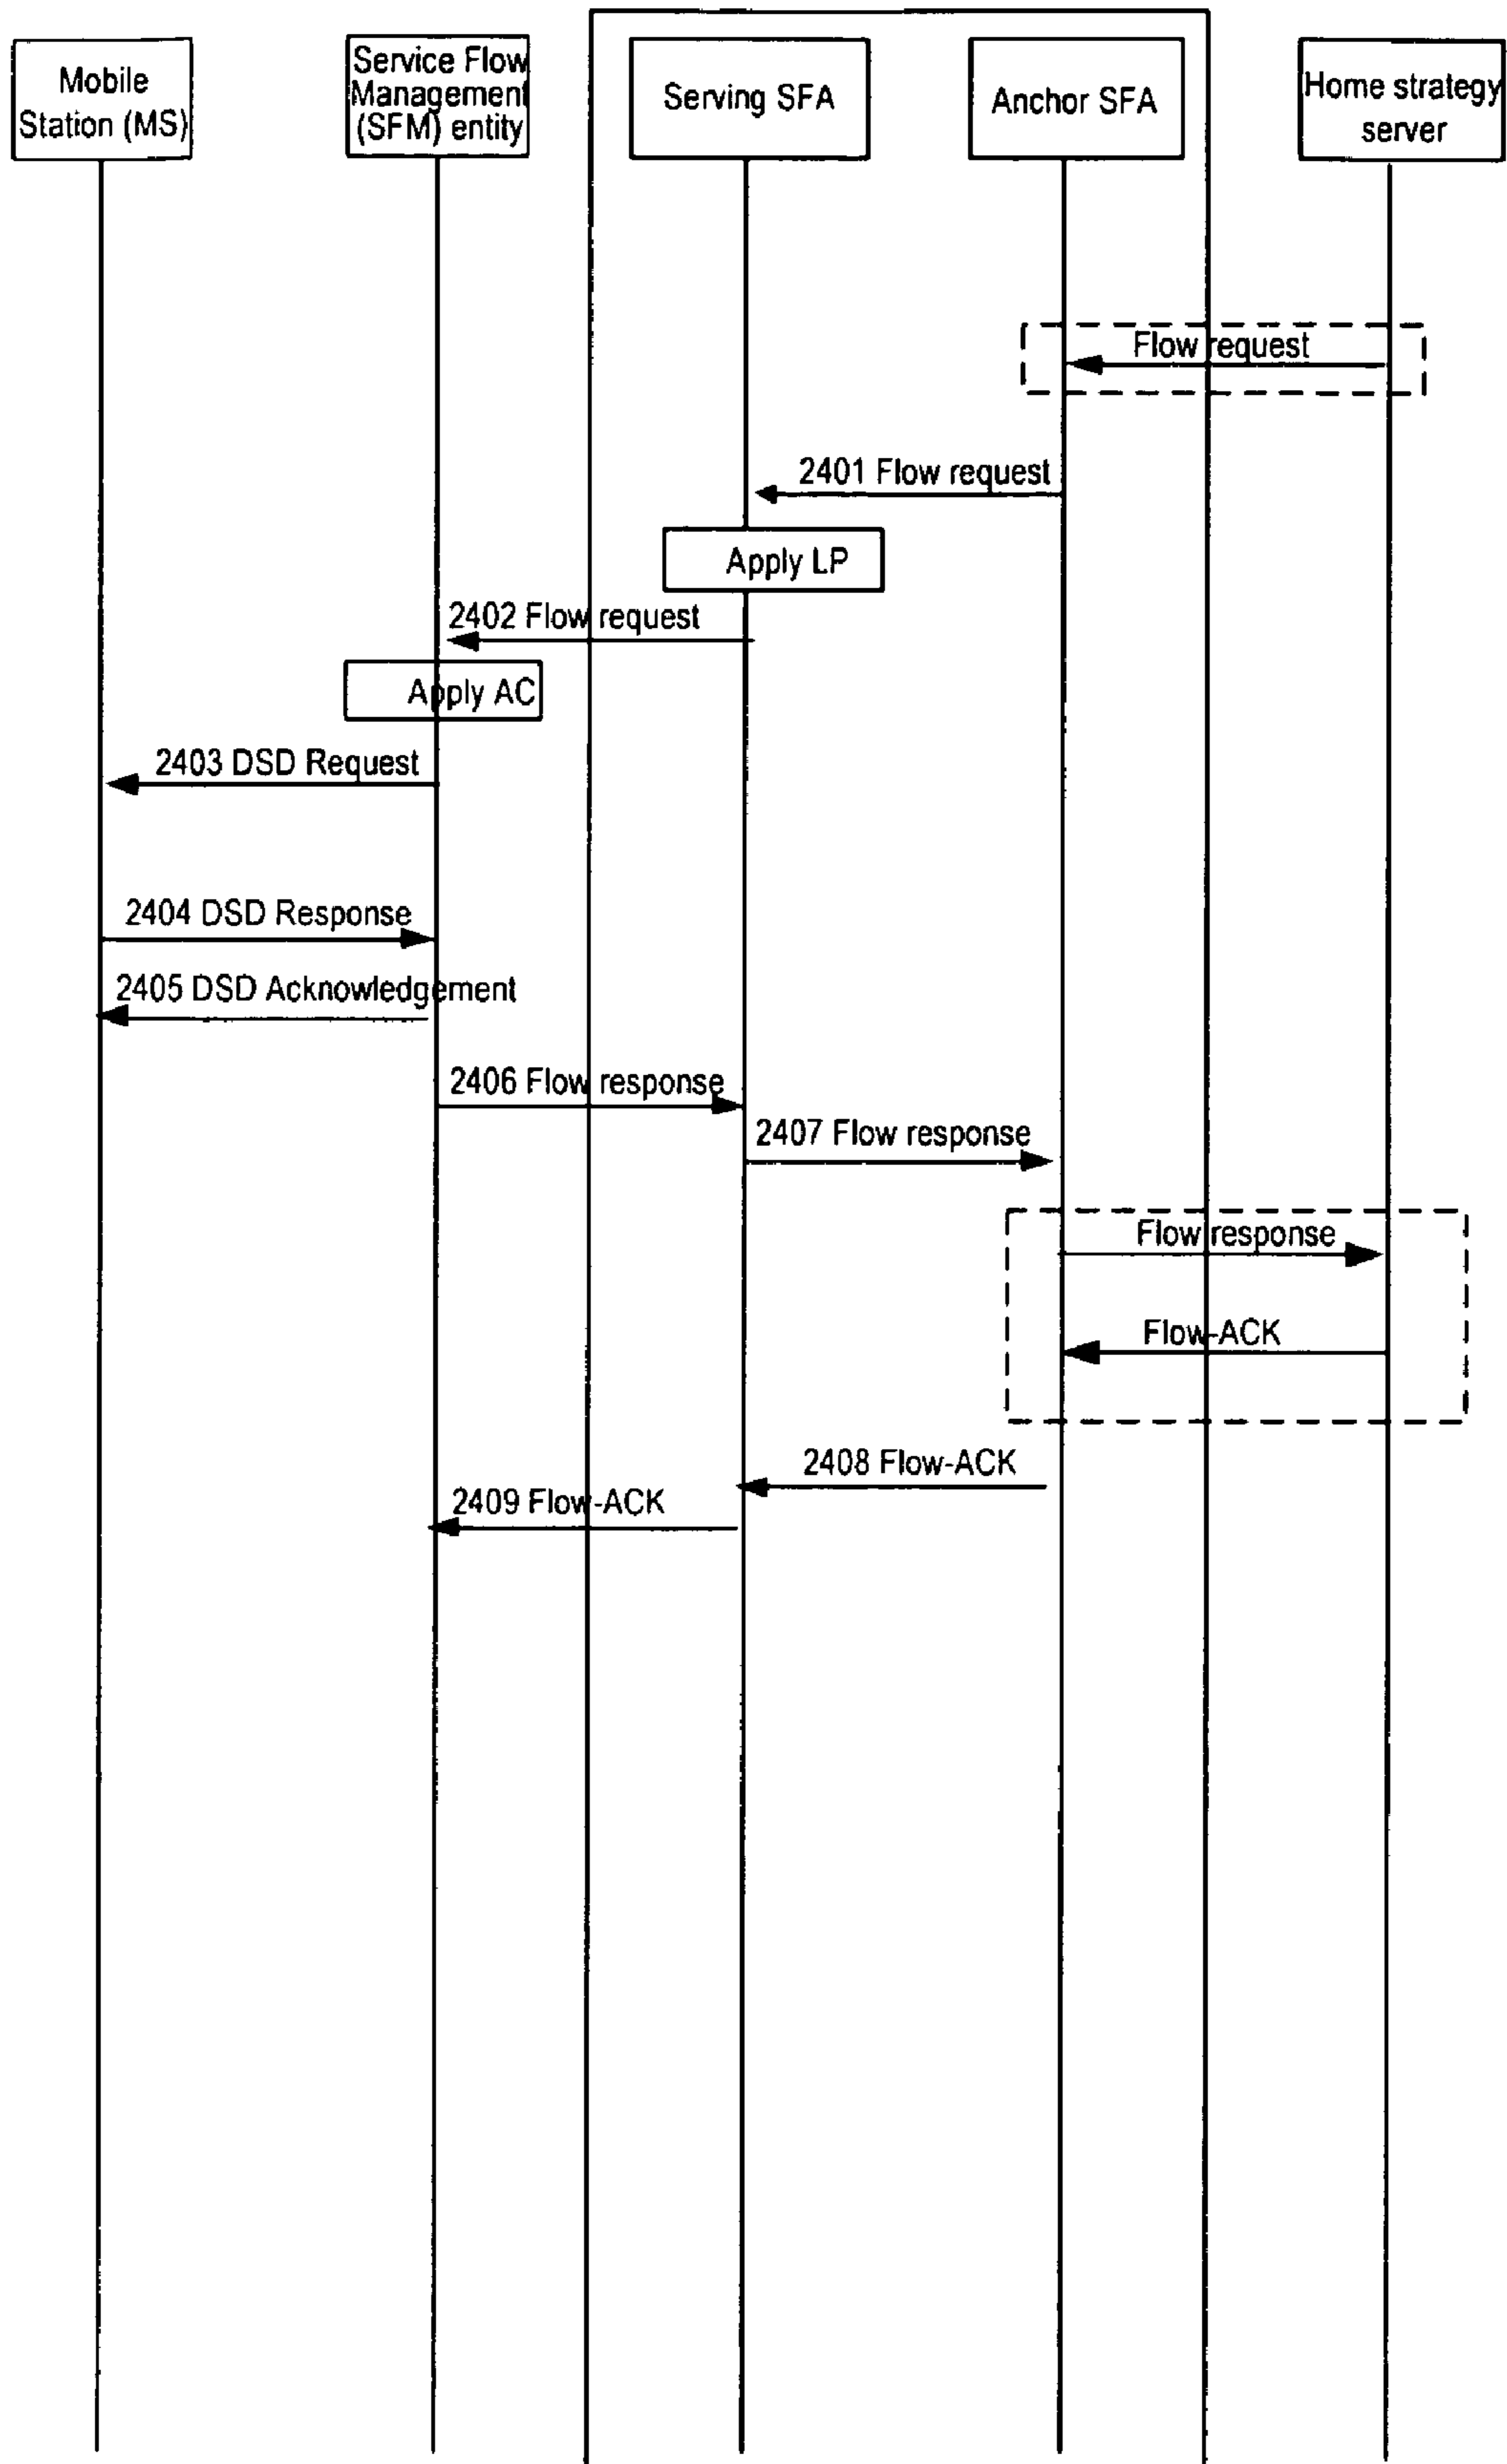 Mobile
Station (MS)
Service Flow
Management
(SFM) entity
Serving SFA
Anchor SFA
Home strategy
server
Flow request
2401 Flow request
Apply LP
2402 Flow request
Apply AC
2403 DSD Request
2404 DSD Response
2405 DSD Acknowledgement
2406 Flow response
2407 Flow response
Flow response
Flow-ACK
2408 Flow-ACK
2409 Flow-ACK